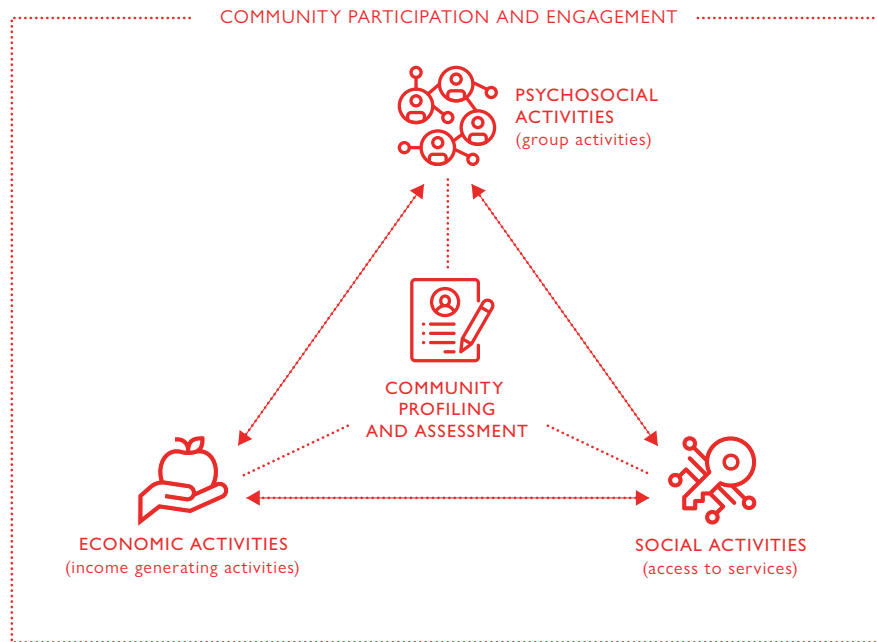 COMMUNITY PARTICIPATION AND ENGAGEMENT
PSYCHOSOCIAL
ACTIVITIES
(group activities)
COMMUNITY
PROFILING
AND ASSESSMENT
ECONOMIC ACTIVITIES
(income generating activities)
SOCIAL ACTIVITIES
(access to services)